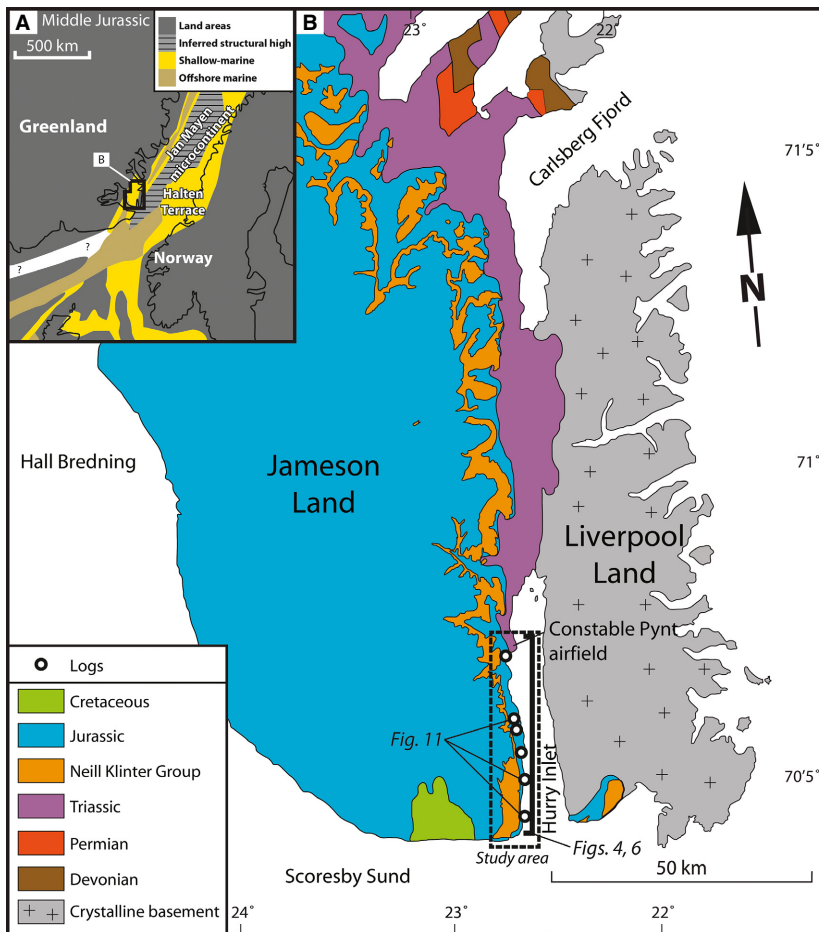 A
Middle Jurassic
500 km
Land areas
Inferred structural high
Shallow-marine
Offshore marine
Greenland
Jan Mayen
microcontinent
B
Halten
Terrace
Norway
?
?
B
23˚
22˚
Carlsberg Fjord
71˚5´
N
Hall Bredning
Jameson
Land
71˚
Liverpool
Land
Constable Pynt
airfield
Fig. 11
Hurry Inlet
70˚5´
Figs. 4, 6
Study area
50 km
Scoresby Sund
Logs
Cretaceous
Jurassic
Neill Klinter Group
Triassic
Permian
Devonian
Crystalline basement
24˚
23˚
22˚